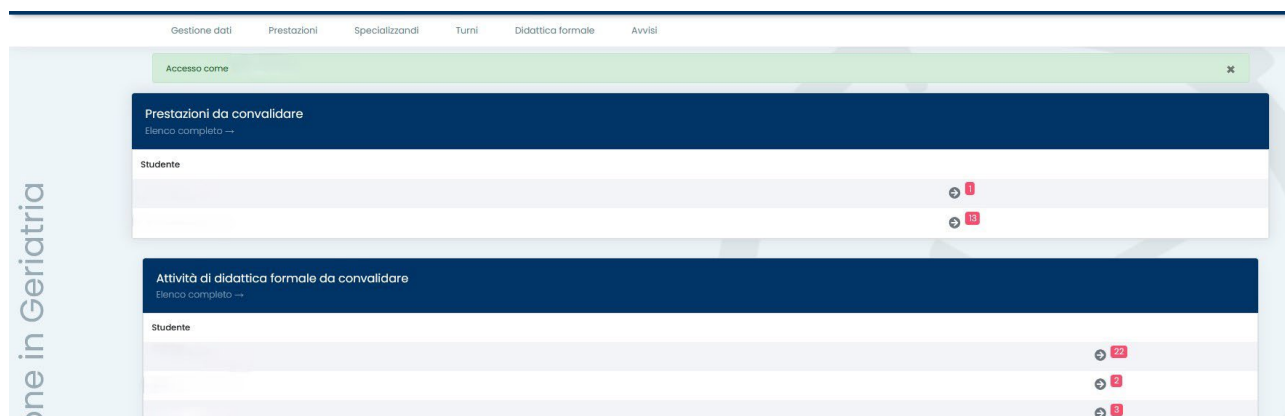 Gestione dati Prestazioni Specializzandi Turni Didattica formale Avvisi
Accesso come ×
Prestazioni da convalidare
Elenco completo →
Studente
1
13
Attività di didattica formale da convalidare
Elenco completo →
Studente
22
2
3
one in Geriatria